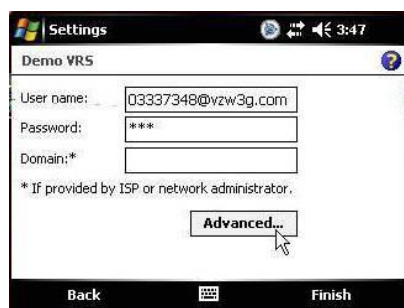 Settings 3:47
Demo VRS
User name: 03337348@vzw3g.com
Password: ***
Domain:*
* If provided by ISP or network administrator.
Advanced...
Back Finish